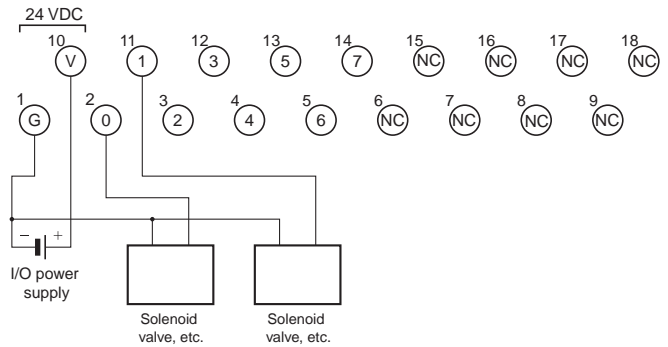 24 VDC
10 11 12 13 14 15 16 17 18
V 1 3 5 7 NC NC NC NC
1 2 3 4 5 6 7 8 9
G 0 2 4 6 NC NC NC NC
− +
I/O power
supply
Solenoid
valve, etc.
Solenoid
valve, etc.